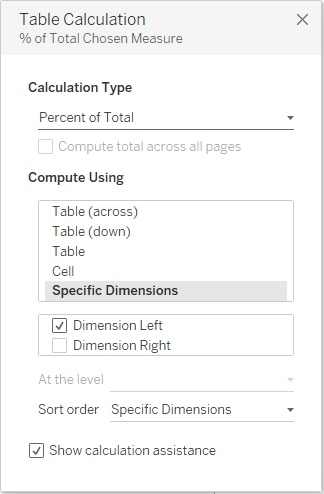 Table Calculation
% of Total Chosen Measure
Calculation Type
Percent of Total
Compute total across all pages
Compute Using
Table (across)
Table (down)
Table
Cell
Specific Dimensions
Dimension Left
Dimension Right
At the level
Sort order Specific Dimensions
Show calculation assistance